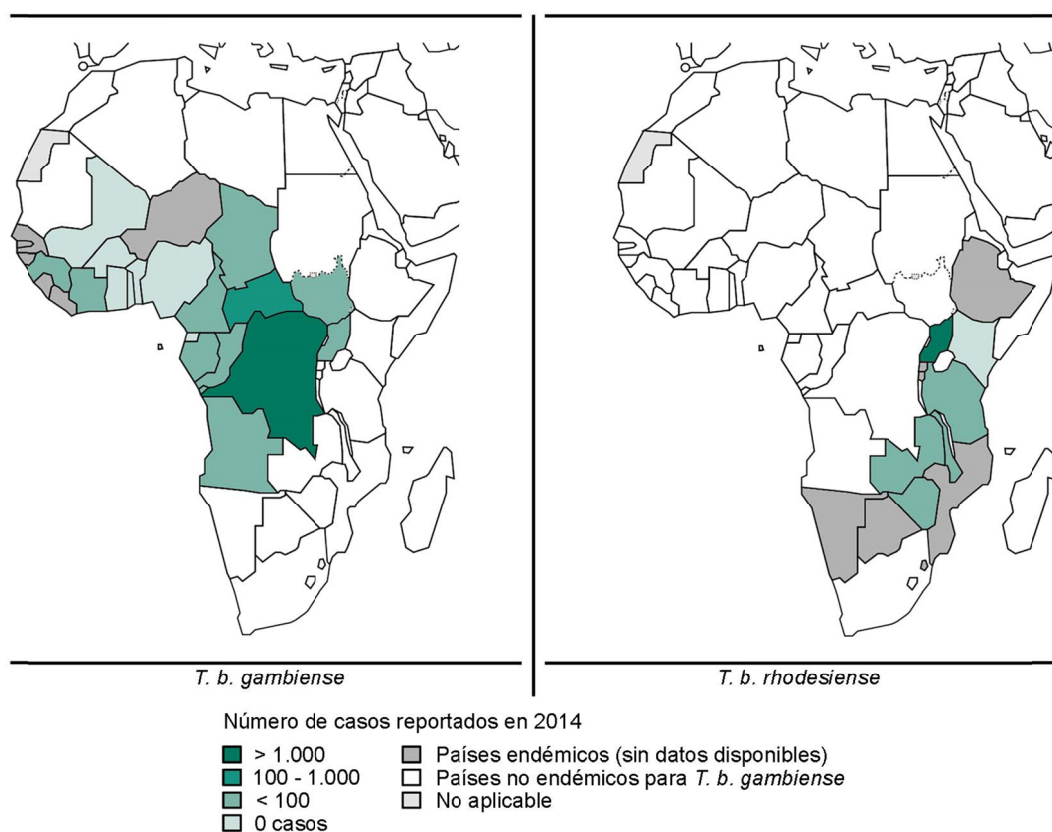 T. b. gambiense
T. b. rhodesiense
Número de casos reportados en 2014
> 1.000
100 - 1.000
< 100
0 casos
Países endémicos (sin datos disponibles)
Países no endémicos para T. b. gambiense
No aplicable